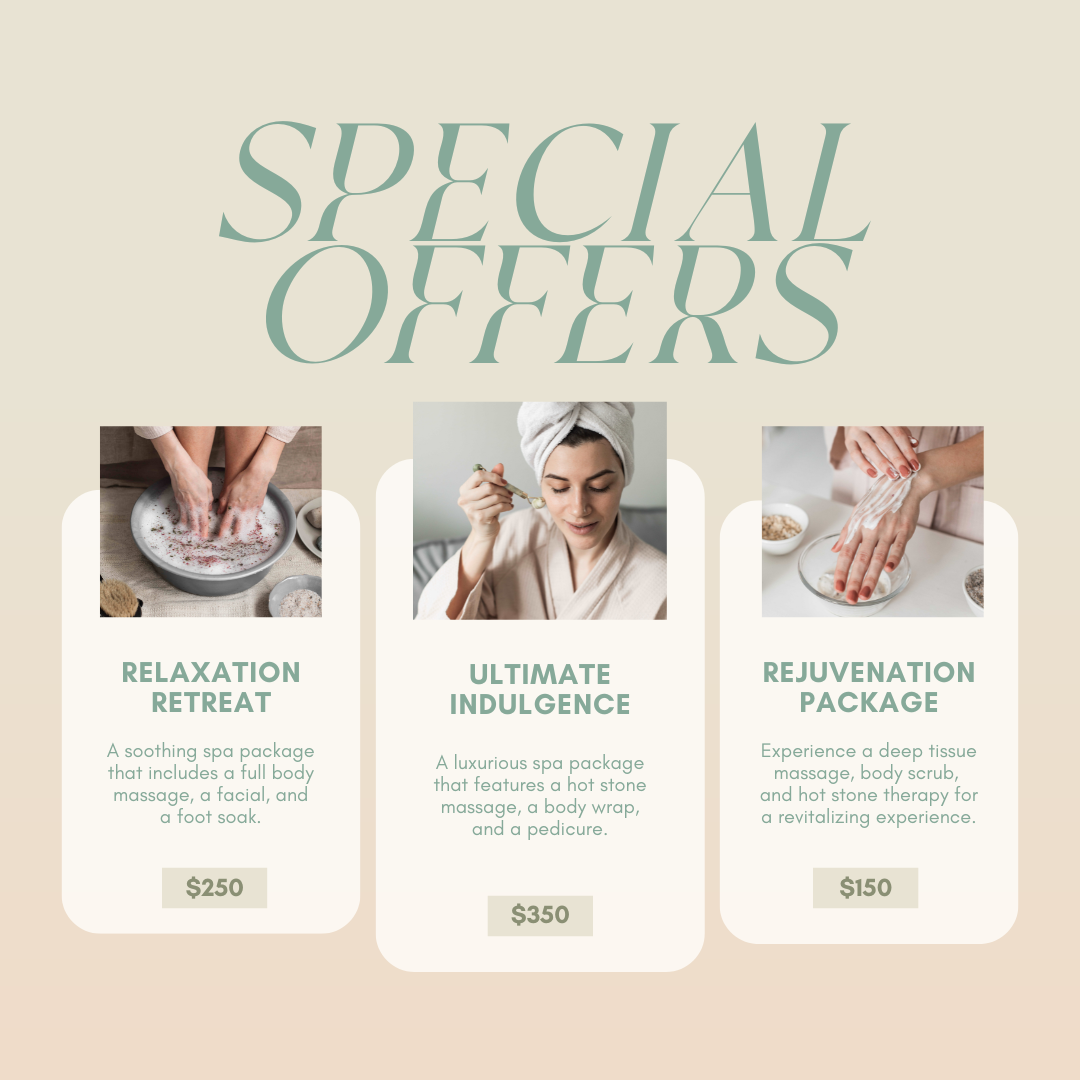 SPECIAL
OFFERS
RELAXATION
RETREAT
A soothing spa package
that includes a full body
massage, a facial, and
a foot soak.
$250
ULTIMATE
INDULGENCE
A luxurious spa package
that features a hot stone
massage, a body wrap,
and a pedicure.
$350
REJUVENATION
PACKAGE
Experience a deep tissue
massage, body scrub,
and hot stone therapy for
a revitalizing experience.
$150